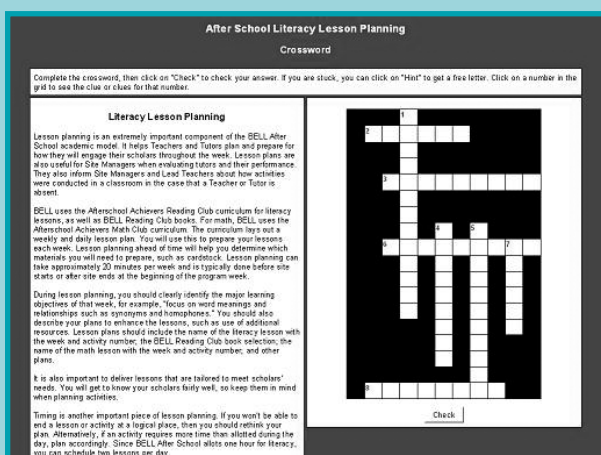 After School Literacy Lesson Planning
Crossword
Complete the crossword, then click on "Check" to check your answer. If you are stuck, you can click on "Hint" to get a free letter. Click on a number in the
grid to see the clue or clues for that number.
Literacy Lesson Planning
Lesson planning is an extremely important component of the BELL After
School academic model. It helps Teachers and Tutors plan and prepare for
how they will engage their scholars throughout the week. Lesson plans are
also useful for Site Managers when evaluating tutors and their performance.
They also inform Site Managers and Lead Teachers about how activities
were conducted in a classroom in the case that a Teacher or Tutor is
absent.
BELL uses the Afterschool Achievers Reading Club curriculum for literacy
lessons, as well as BELL Reading Club books. For math, BELL uses the
Afterschool Achievers Math Club curriculum. The curriculum lays out a
weekly and daily lesson plan. You will use this to prepare your lessons
each week. Lesson planning ahead of time will help you determine which
materials you will need to prepare, such as cardstock. Lesson planning can
take approximately 20 minutes per week and is typically done before site
starts or after site ends at the beginning of the program week.
During lesson planning, you should clearly identify the major learning
objectives of that week, for example, "focus on word meanings and
relationships such as synonyms and homophones." You should also
describe your plans to enhance the lessons, such as use of additional
resources. Lesson plans should include the name of the literacy lesson with
the week and activity number; the BELL Reading Club book selection; the
name of the math lesson with the week and activity number; and other
plans.
It is also important to deliver lessons that are tailored to meet scholars'
needs. You will get to know your scholars fairly well, so keep them in mind
when planning activities.
Timing is another important piece of lesson planning. If you won't be able to
end a lesson or activity at a logical place, then you should rethink your
plan. Alternatively, if an activity requires more time than allotted during the
day, plan accordingly. Since BELL After School allots one hour for literacy,
you can schedule two lessons per day.
1
2
3
4 5
6 7
8
Check